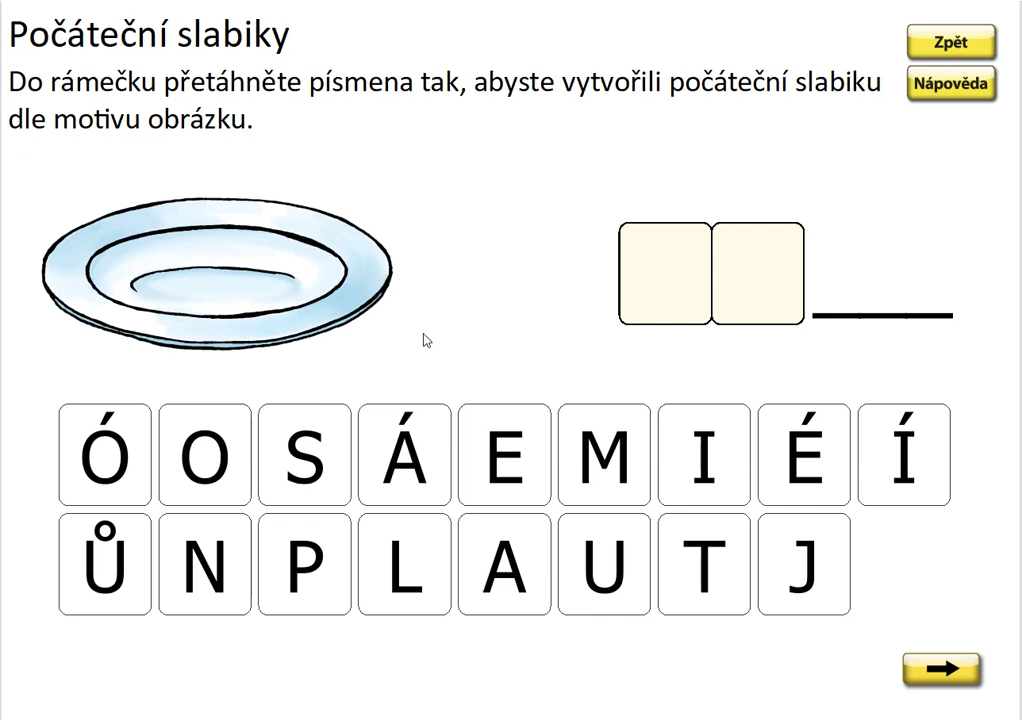 Počáteční slabiky
Zpět
Do rámečku přetáhněte písmena tak, abyste vytvořili počáteční slabiku
Nápověda
dle motivu obrázku.
Ó O S Á E M I É Í
Ů N P L A U T J